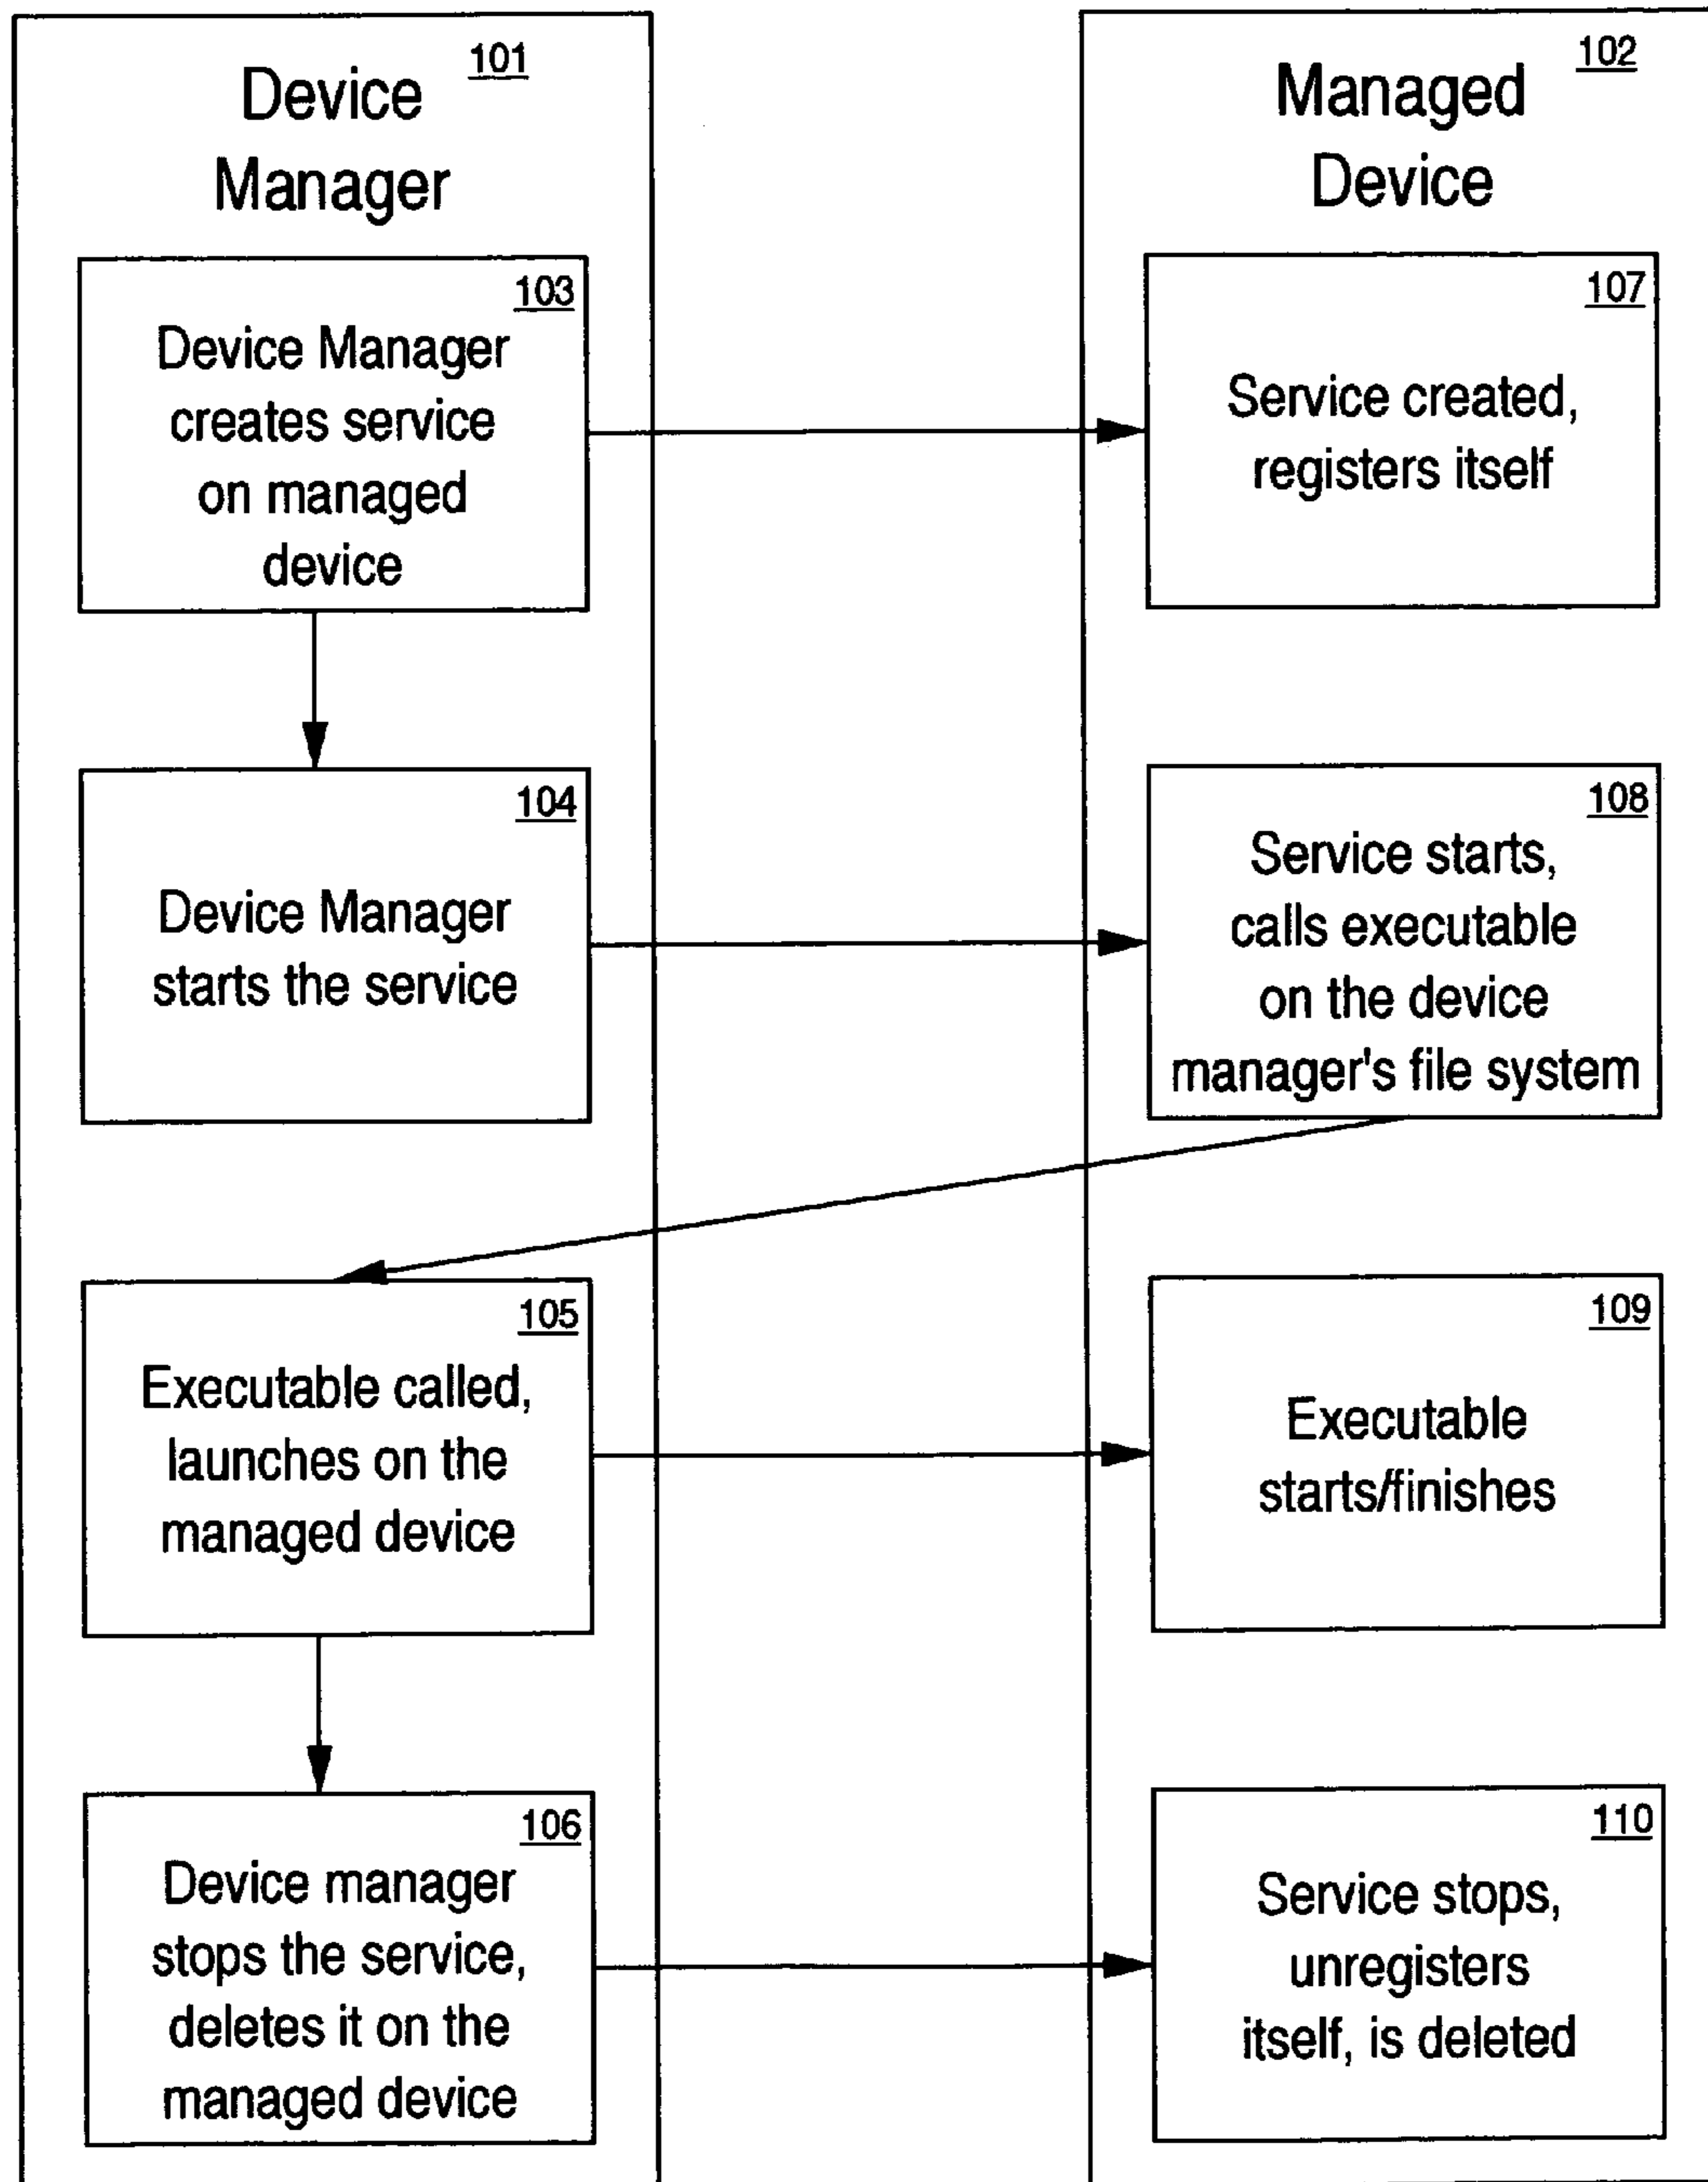 Device
Manager
101
103
Device Manager
creates service
on managed
device
104
Device Manager
starts the service
105
Executable called,
launches on the
managed device
106
Device manager
stops the service,
deletes it on the
managed device
Managed
Device
102
107
Service created,
registers itself
108
Service starts,
calls executable
on the device
manager's file system
109
Executable
starts/finishes
110
Service stops,
unregisters
itself, is deleted